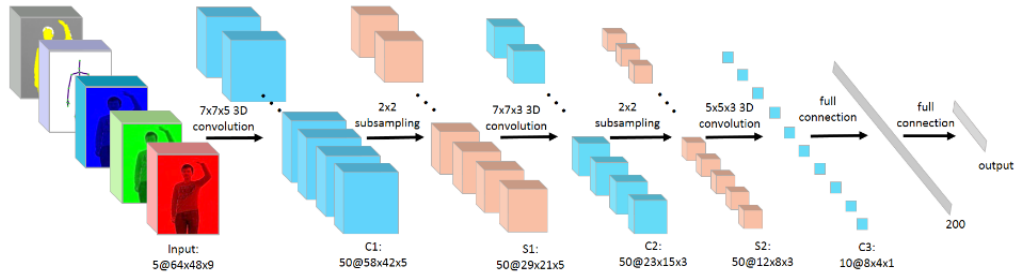 7x7x5 3D
convolution
2x2
subsampling
7x7x3 3D
convolution
2x2
subsampling
5x5x3 3D
convolution
full
connection
full
connection
output
200
Input:
5@64x48x9
C1:
50@58x42x5
S1:
50@29x21x5
C2:
50@23x15x3
S2:
50@12x8x3
C3:
10@8x4x1